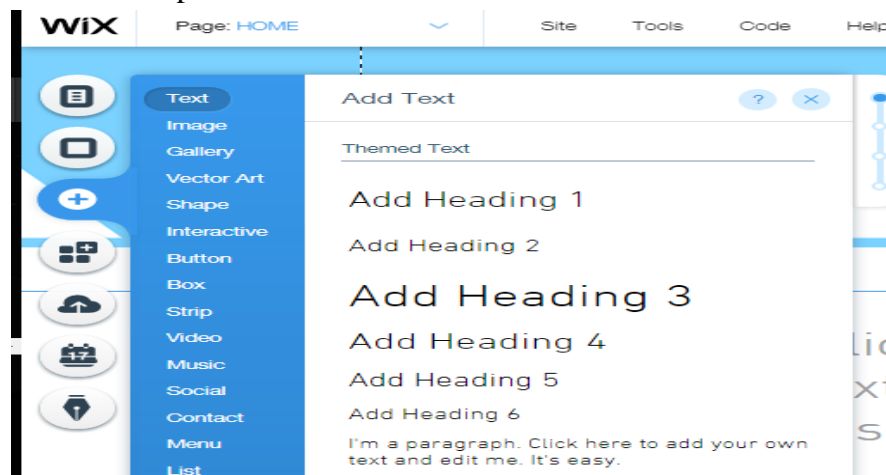 WiX Page: HOME Site Tools Code Help
Text
Image
Gallery
Vector Art
Shape
Interactive
Button
Box
Strip
Video
Music
Social
Contact
Menu
List
Add Text ? ×
Themed Text
Add Heading 1
Add Heading 2
Add Heading 3
Add Heading 4
Add Heading 5
Add Heading 6
I'm a paragraph. Click here to add your own
text and edit me. It's easy.
17